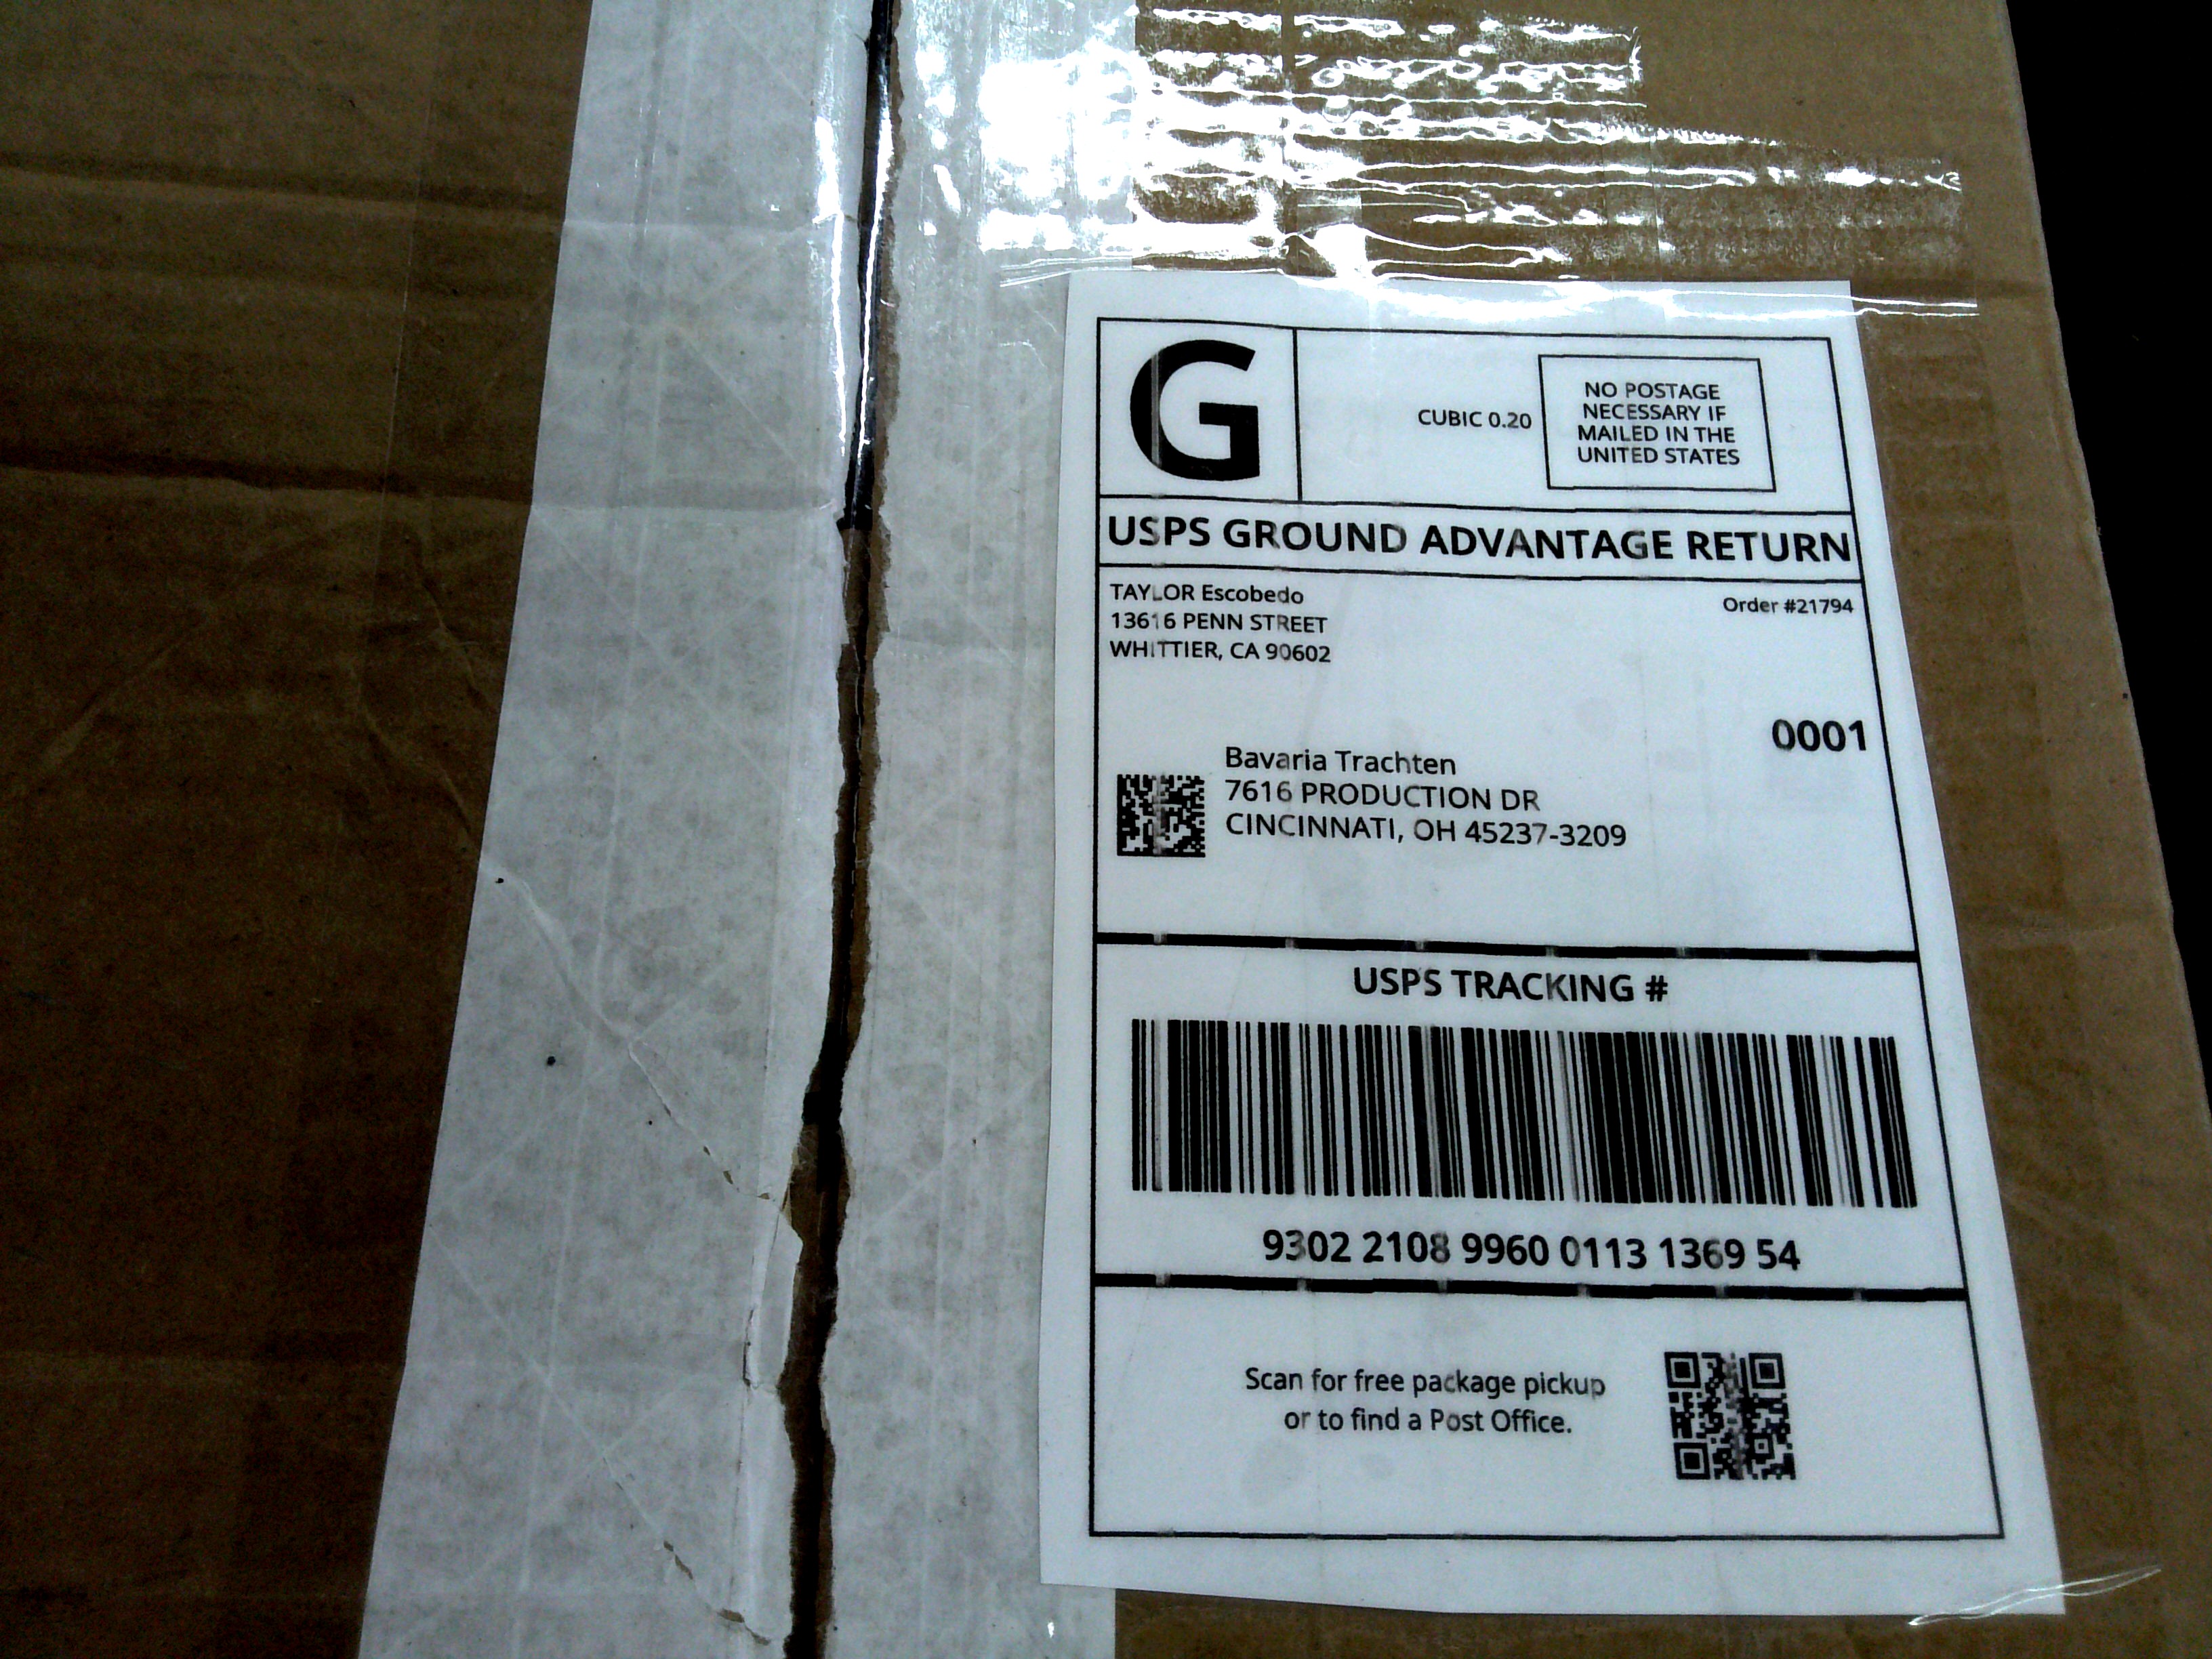 G
CUBIC 0.20
NO POSTAGE
NECESSARY IF
MAILED IN THE
UNITED STATES
USPS GROUND ADVANTAGE RETURN
TAYLOR Escobedo
13616 PENN STREET
WHITTIER, CA 90602
Order #21794
0001
Bavaria Trachten
7616 PRODUCTION DR
CINCINNATI, OH 45237-3209
USPS TRACKING #
9302 2108 9960 0113 1369 54
Scan for free package pickup
or to find a Post Office.